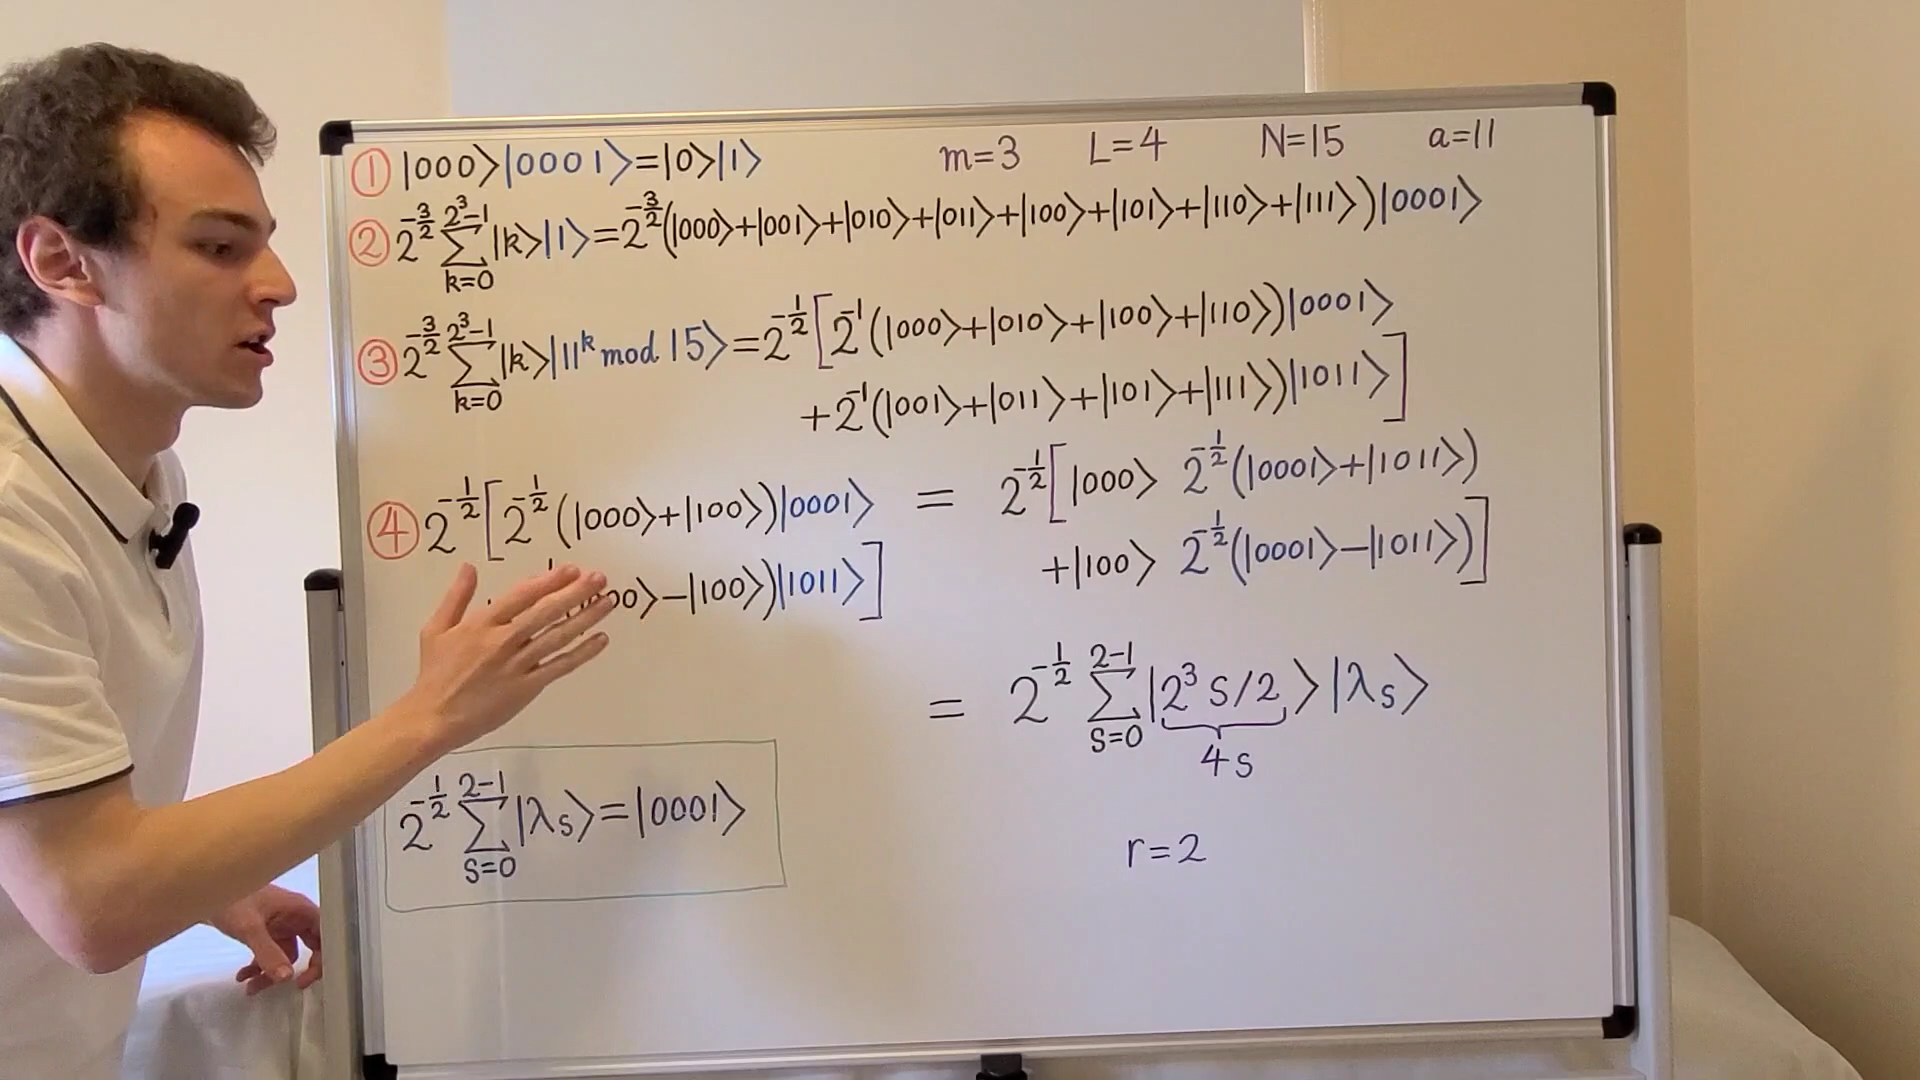 ① |000⟩|0001⟩=|0⟩|1⟩ m=3 L=4 N=15 a=11
② 2^{-3/2} ∑_{k=0}^{2^3-1} |k⟩|1⟩=2^{-3/2}(|000⟩+|001⟩+|010⟩+|011⟩+|100⟩+|101⟩+|110⟩+|111⟩)|0001⟩
③ 2^{-3/2} ∑_{k=0}^{2^3-1} |k⟩|11^k mod 15⟩=2^{-1/2}[2^{-1}(|000⟩+|010⟩+|100⟩+|110⟩)|0001⟩
+2^{-1}(|001⟩+|011⟩+|101⟩+|111⟩)|1011⟩]
④ 2^{-1/2}[2^{-1/2}(|000⟩+|100⟩)|0001⟩ = 2^{-1/2}[|000⟩ 2^{-1/2}(|0001⟩+|1011⟩)
00⟩-|100⟩)|1011⟩] +|100⟩ 2^{-1/2}(|0001⟩-|1011⟩)]
= 2^{-1/2} ∑_{s=0}^{2-1} |2^3 s/2⟩|λ_s⟩
4s
2^{-1/2} ∑_{s=0}^{2-1} |λ_s⟩=|0001⟩
r=2